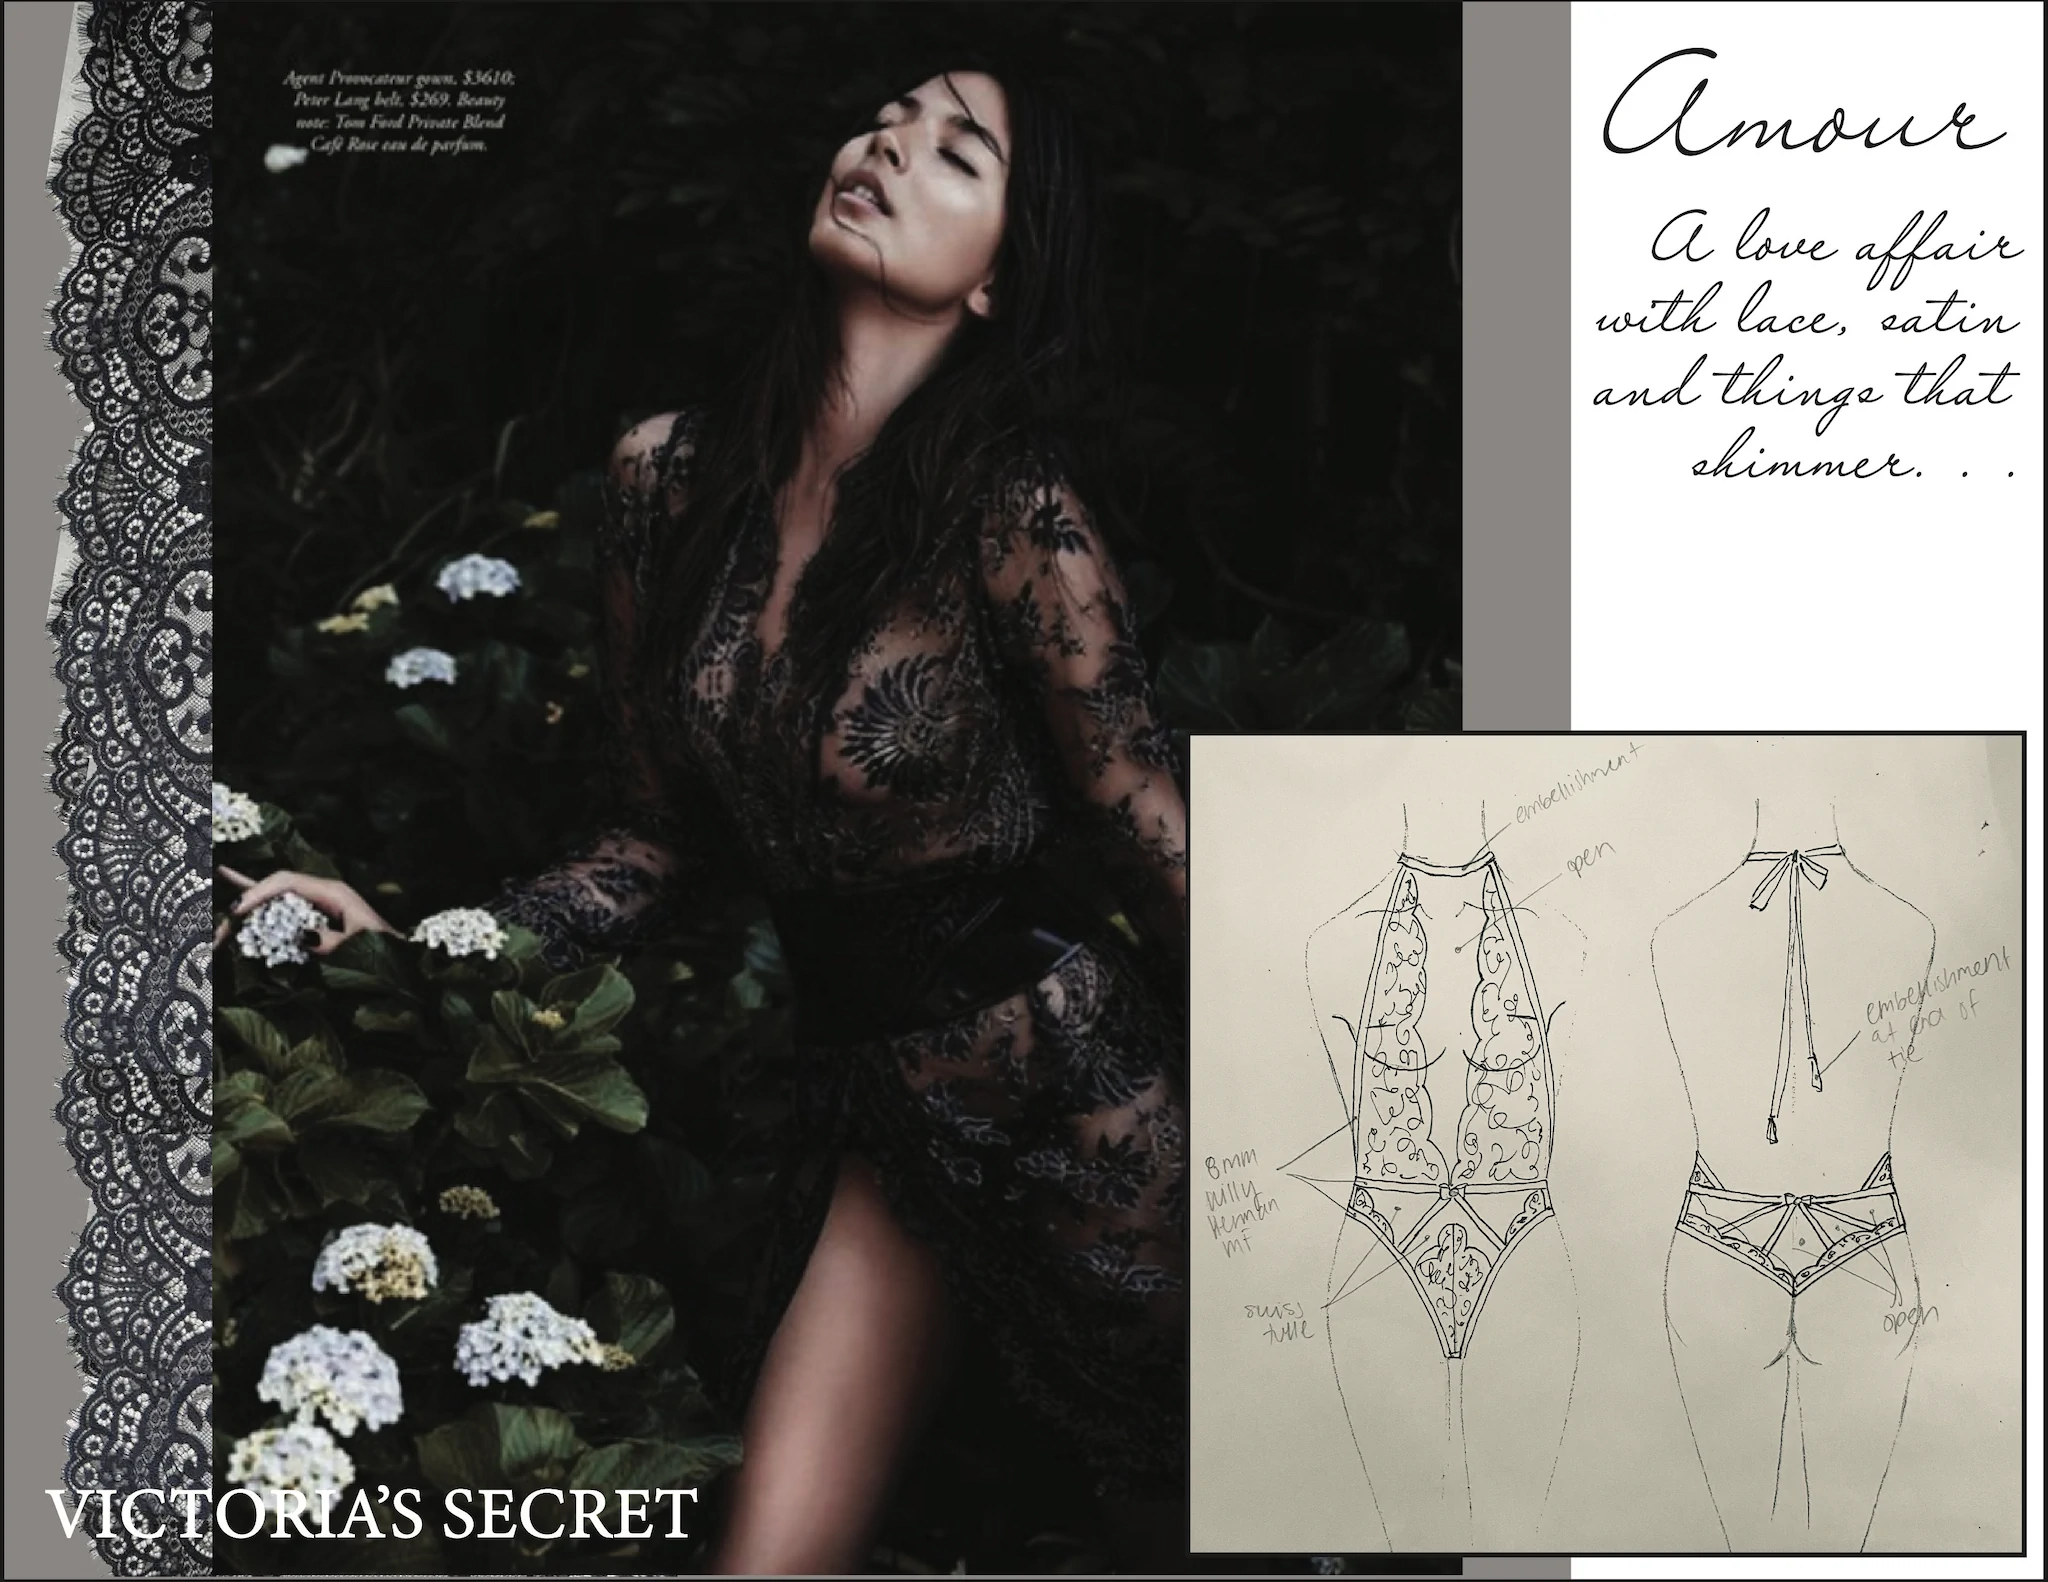 Agent Provocateur gown, $3610;
Peter Lang belt, $269. Beauty
note: Tom Ford Private Blend
Café Rose eau de parfum.
Amour
A love affair
with lace, satin
and things that
shimmer. . .
embellishment
open
embellishment
at end of
tie
8mm
Willy
Herman
MF
swiss
tulle
open
VICTORIA'S SECRET